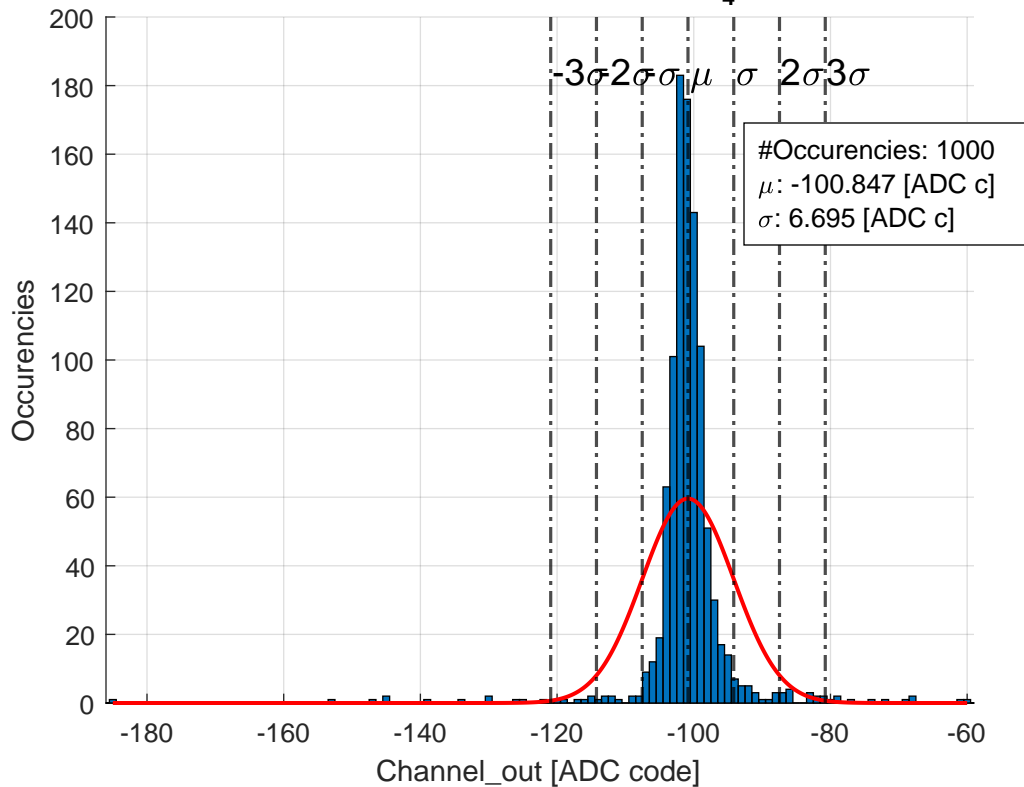 4
200
180
160
140
120
100
80
60
40
20
0
Occurencies
-3σ -2σ -σ μ σ 2σ 3σ
#Occurencies: 1000
μ: -100.847 [ADC c]
σ: 6.695 [ADC c]
-180 -160 -140 -120 -100 -80 -60
Channel_out [ADC code]